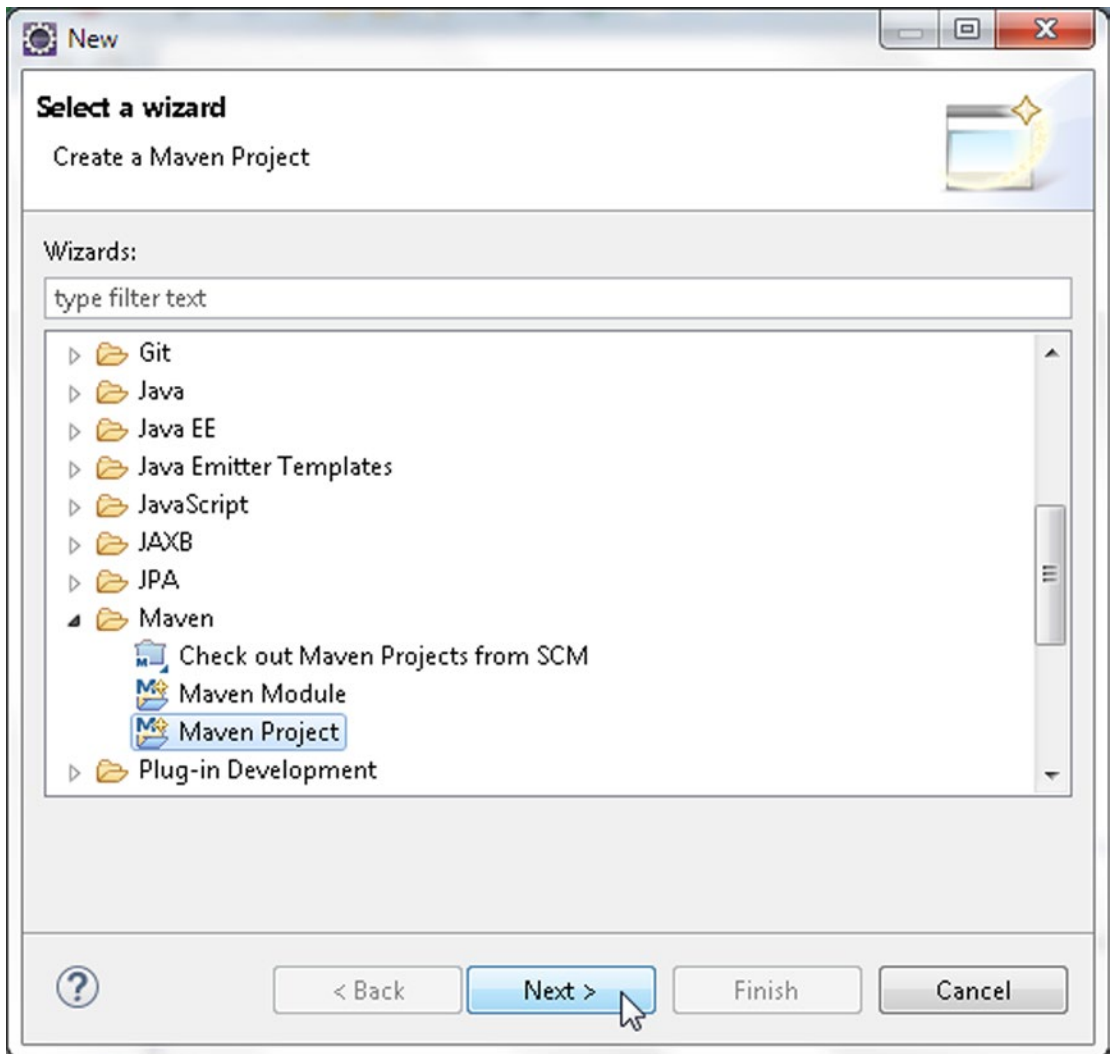 New
Select a wizard
Create a Maven Project
Wizards:
type filter text
Git
Java
Java EE
Java Emitter Templates
JavaScript
JAXB
JPA
Maven
Check out Maven Projects from SCM
Maven Module
Maven Project
Plug-in Development
? < Back Next > Finish Cancel